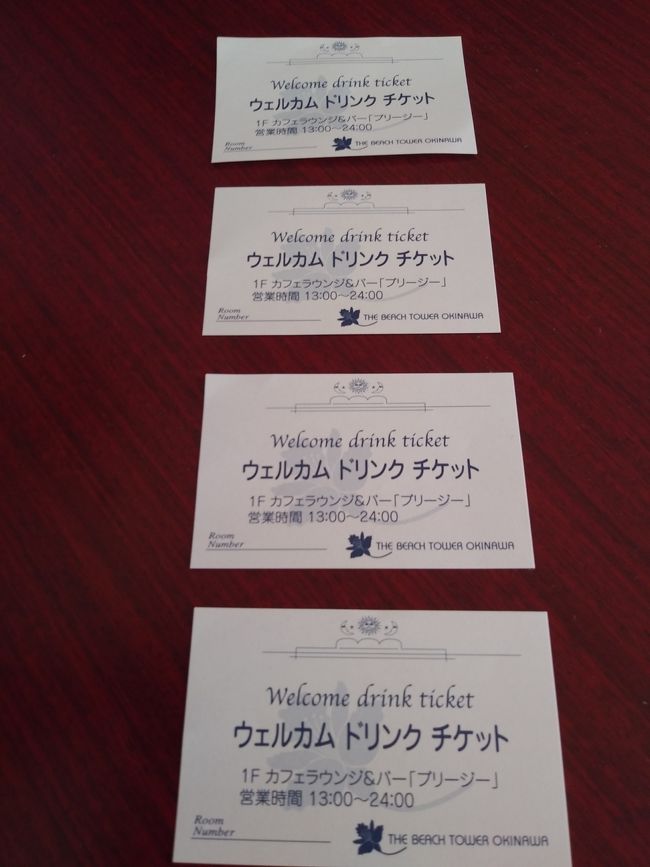 Welcome drink ticket
ウェルカム ドリンク チケット
1F カフェラウンジ&バー「ブリージー」
営業時間 13:00～24:00
Room
Number
THE BEACH TOWER OKINAWA
Welcome drink ticket
ウェルカム ドリンク チケット
1F カフェラウンジ&バー「ブリージー」
営業時間 13:00～24:00
Room
Number
THE BEACH TOWER OKINAWA
Welcome drink ticket
ウェルカム ドリンク チケット
1F カフェラウンジ&バー「ブリージー」
営業時間 13:00～24:00
Room
Number
THE BEACH TOWER OKINAWA
Welcome drink ticket
ウェルカム ドリンク チケット
1F カフェラウンジ&バー「ブリージー」
営業時間 13:00～24:00
Room
Number
THE BEACH TOWER OKINAWA